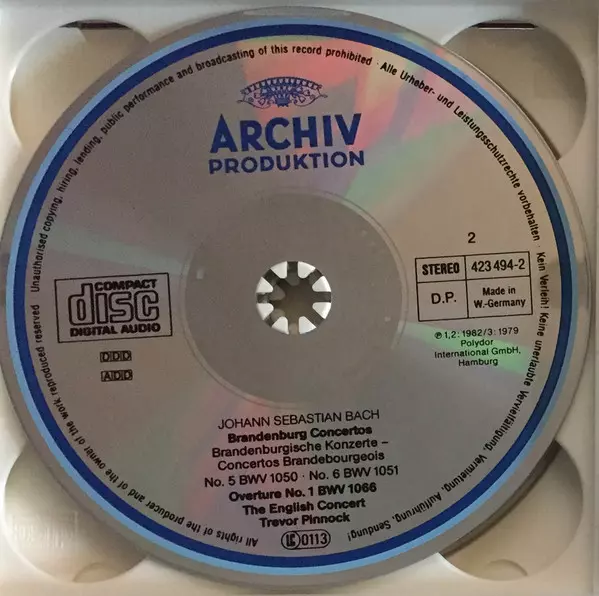 Unauthorised copying, hiring, lending, public performance and broadcasting of this record prohibited · Alle Urheber- und Leistungsschutzrechte vorbehalten · Kein Verleih! Keine unerlaubte Vervielfältigung, Vermietung, Aufführung, Sendung!
ARCHIV
PRODUKTION
2
STEREO 423 494-2
D.P. Made in
W.-Germany
COMPACT
disc
DIGITAL AUDIO
DDD
ADD
℗ 1,2: 1982/3: 1979
Polydor
International GmbH,
Hamburg
JOHANN SEBASTIAN BACH
Brandenburg Concertos
Brandenburgische Konzerte –
Concertos Brandebourgeois
No. 5 BWV 1050 · No. 6 BWV 1051
Overture No. 1 BWV 1066
The English Concert
Trevor Pinnock
LC 0113
All rights of the producer and of the owner of the work reproduced reserved